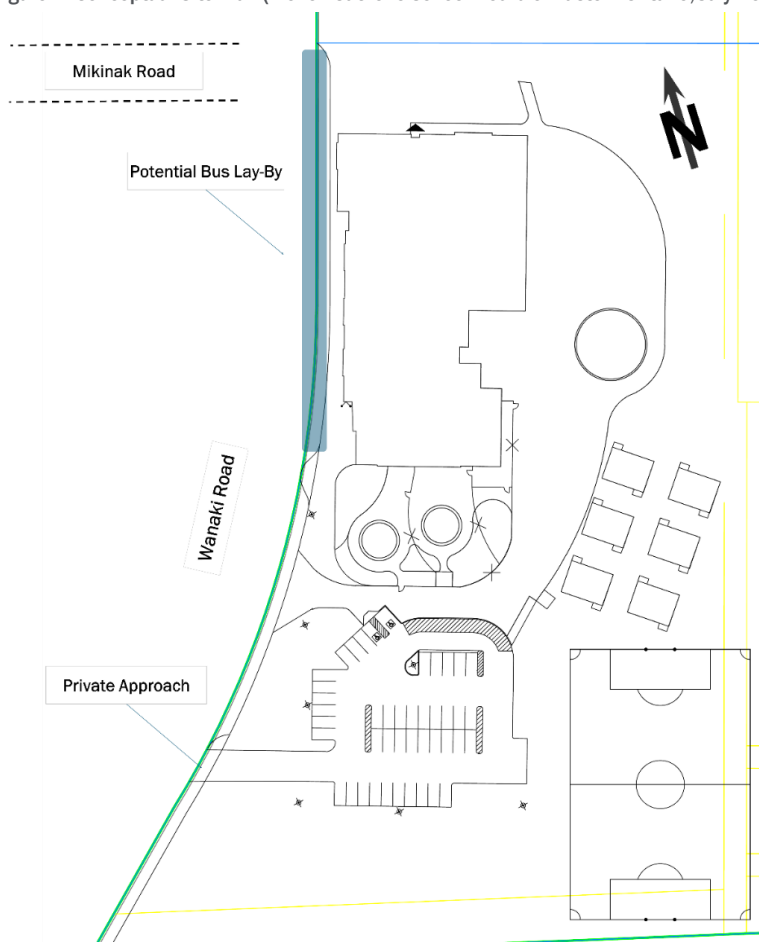 Mikinak Road
Potential Bus Lay-By
N
Wanaki Road
Private Approach